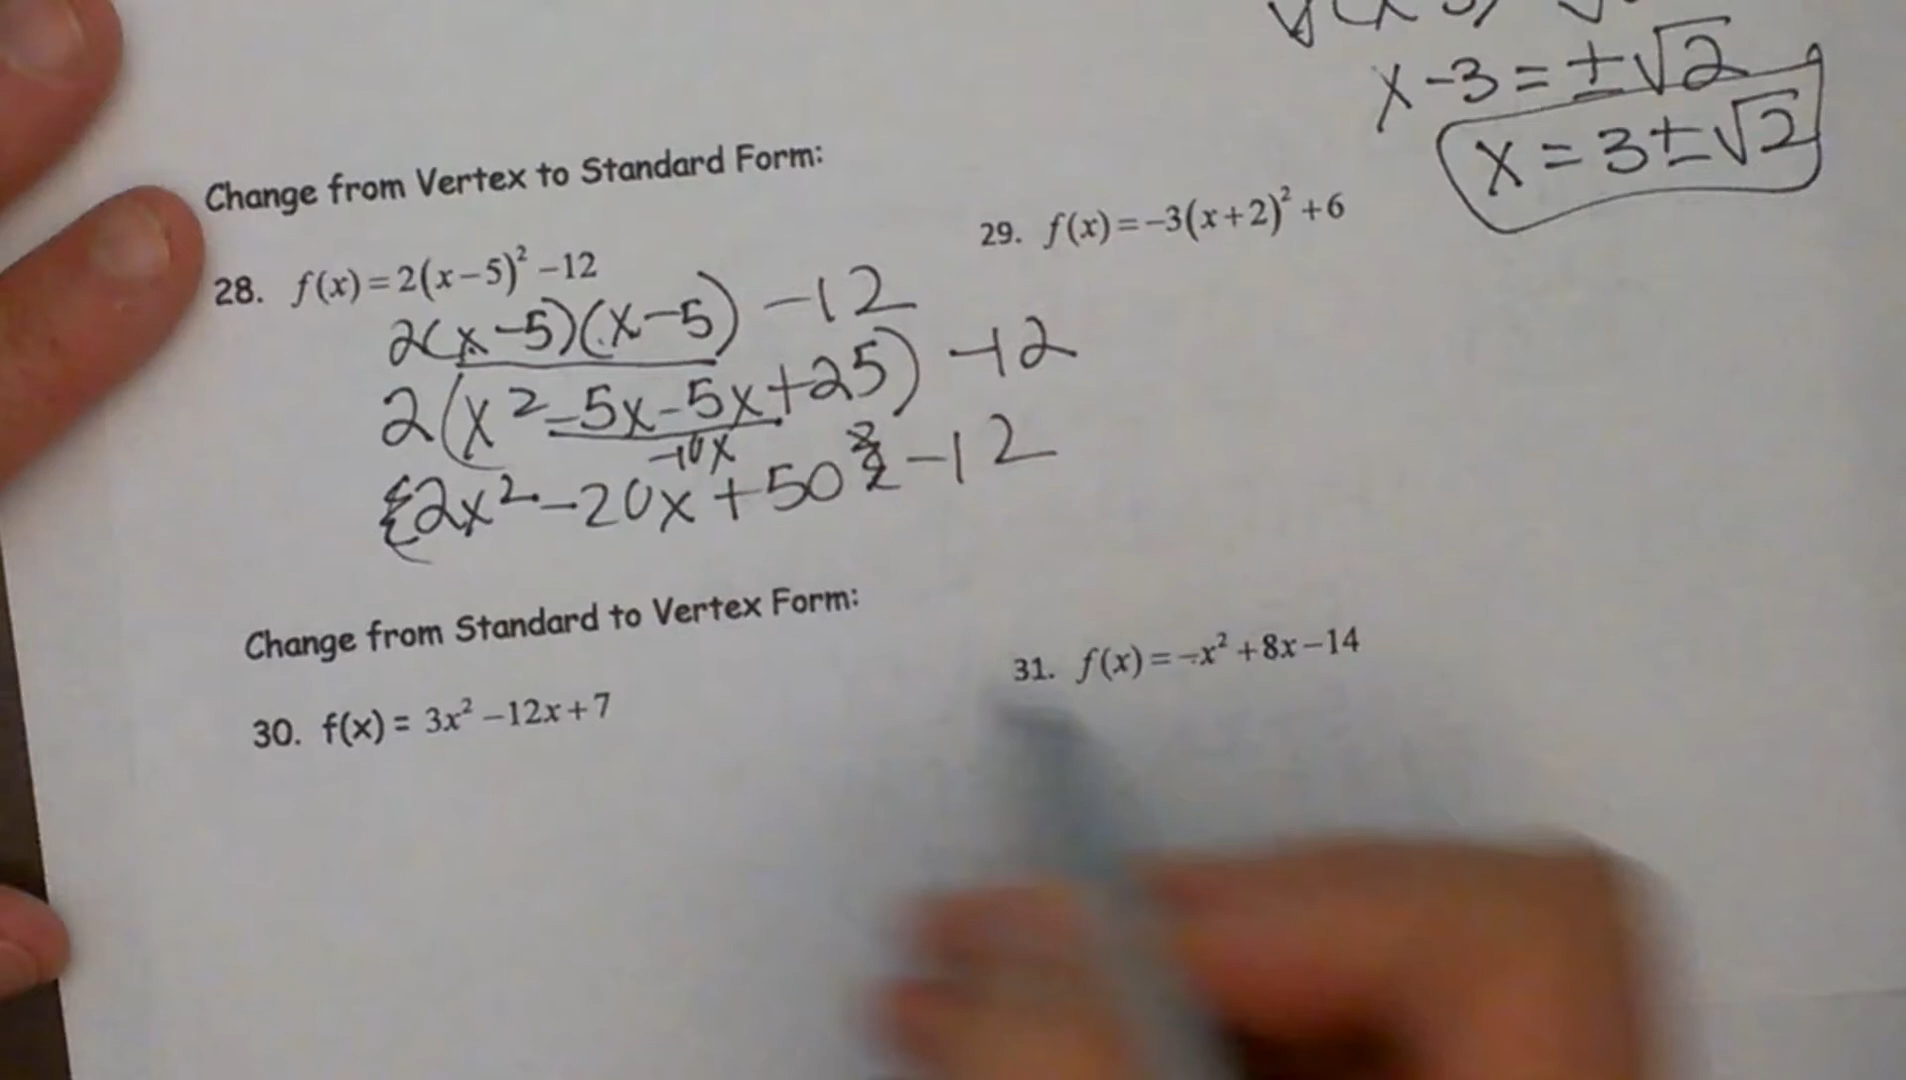 x-3=±√2
x=3±√2
Change from Vertex to Standard Form:
28. f(x)=2(x-5)²-12
29. f(x)=-3(x+2)²+6
2(x-5)(x-5) -12
2(x²-5x-5x+25) -12
-10x
2x²-20x+50 -12
Change from Standard to Vertex Form:
30. f(x) = 3x²-12x+7
31. f(x)=-x²+8x-14